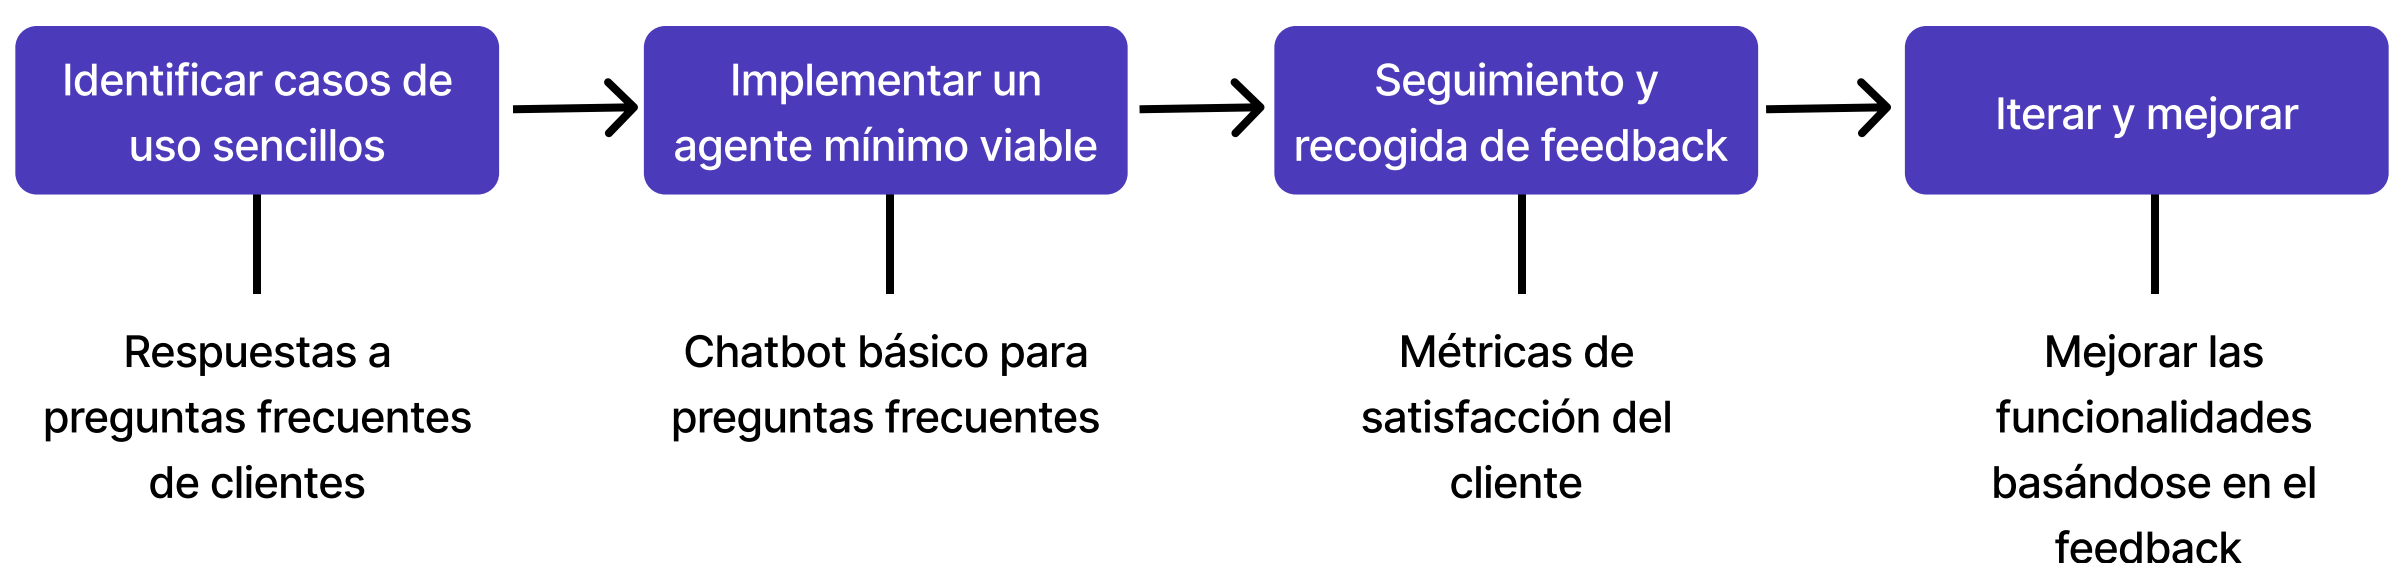 Identificar casos de
uso sencillos
Implementar un
agente mínimo viable
Seguimiento y
recogida de feedback
Iterar y mejorar
Respuestas a
preguntas frecuentes
de clientes
Chatbot básico para
preguntas frecuentes
Métricas de
satisfacción del
cliente
Mejorar las
funcionalidades
basándose en el
feedback